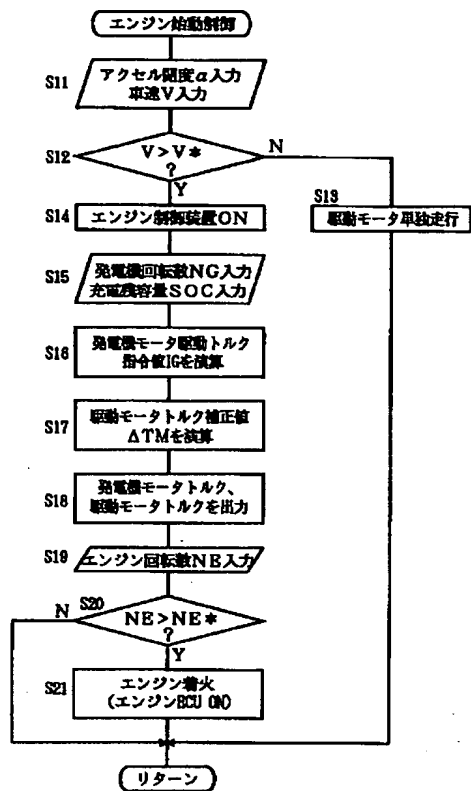 エンジン始動制御
S11
アクセル開度α入力
車速V入力
S12
V>V*
?
N
Y
S13
駆動モータ単独走行
S14
エンジン制御装置ON
S15
発電機回転数NG入力
充電残容量SOC入力
S16
発電機モータ駆動トルク
指令値IGを演算
S17
駆動モータトルク補正値
ΔTMを演算
S18
発電機モータトルク、
駆動モータトルクを出力
S19
エンジン回転数NE入力
S20
N
NE>NE*
?
Y
S21
エンジン着火
(エンジンECU ON)
リターン